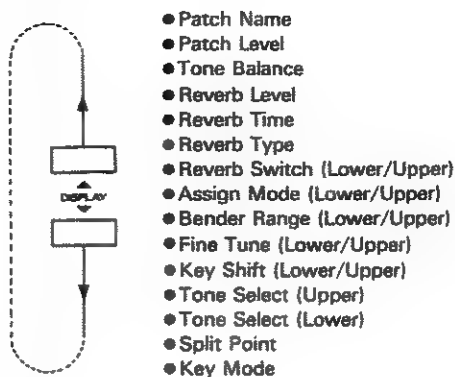 ● Patch Name
● Patch Level
● Tone Balance
● Reverb Level
● Reverb Time
● Reverb Type
● Reverb Switch (Lower/Upper)
DISPLAY
● Assign Mode (Lower/Upper)
● Bender Range (Lower/Upper)
● Fine Tune (Lower/Upper)
● Key Shift (Lower/Upper)
● Tone Select (Upper)
● Tone Select (Lower)
● Split Point
● Key Mode